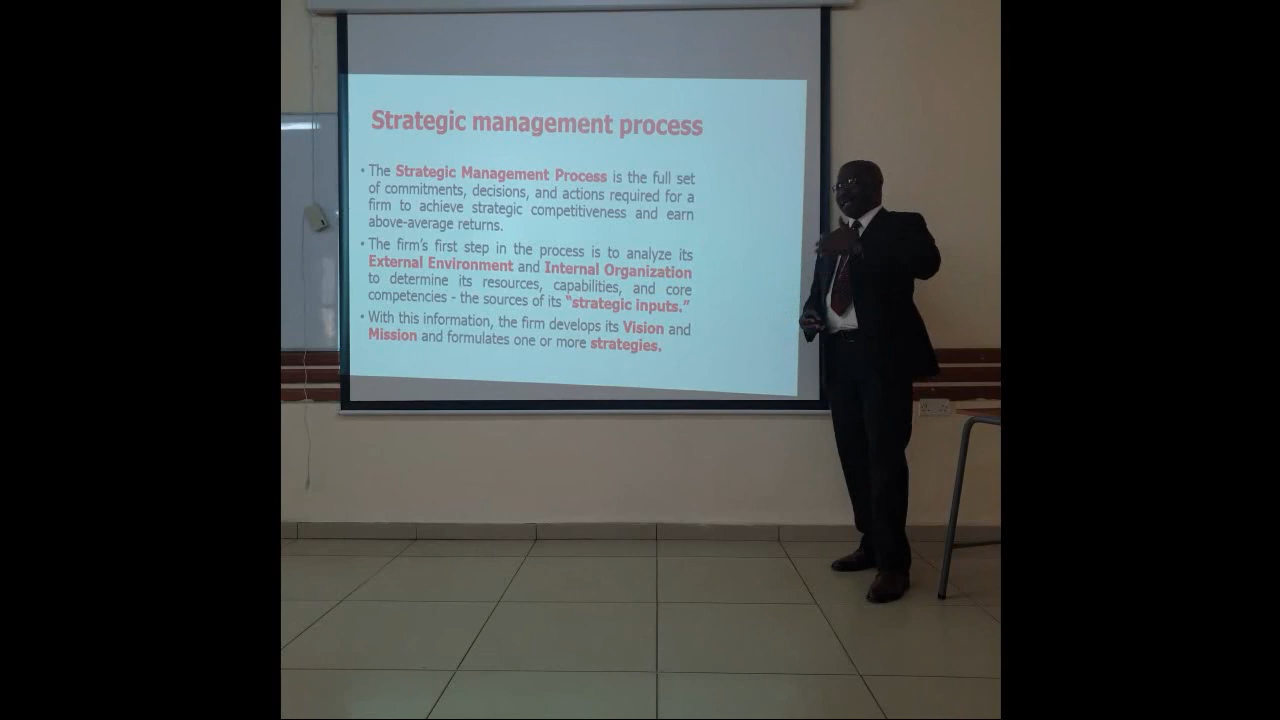 Strategic management process
• The Strategic Management Process is the full set
of commitments, decisions, and actions required for a
firm to achieve strategic competitiveness and earn
above-average returns.
• The firm's first step in the process is to analyze its
External Environment and Internal Organization
to determine its resources, capabilities, and core
competencies - the sources of its “strategic inputs.”
• With this information, the firm develops its Vision and
Mission and formulates one or more strategies.